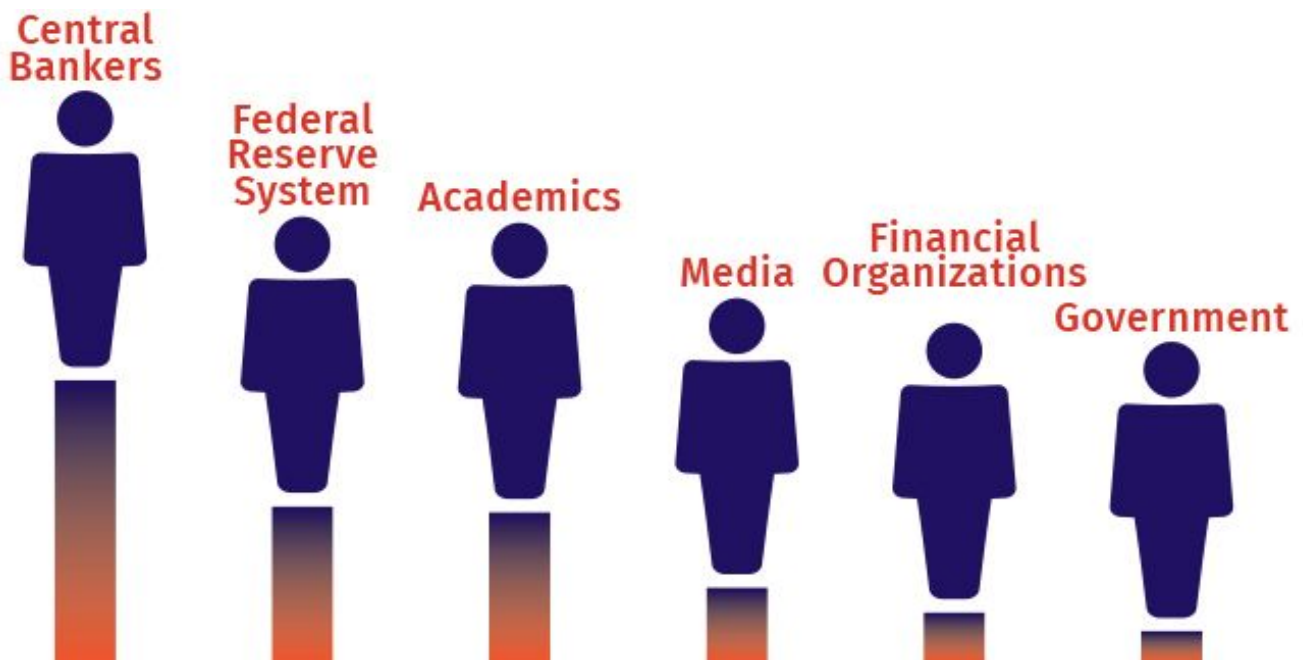 Central
Bankers
Federal
Reserve
System
Academics
Media
Financial
Organizations
Government